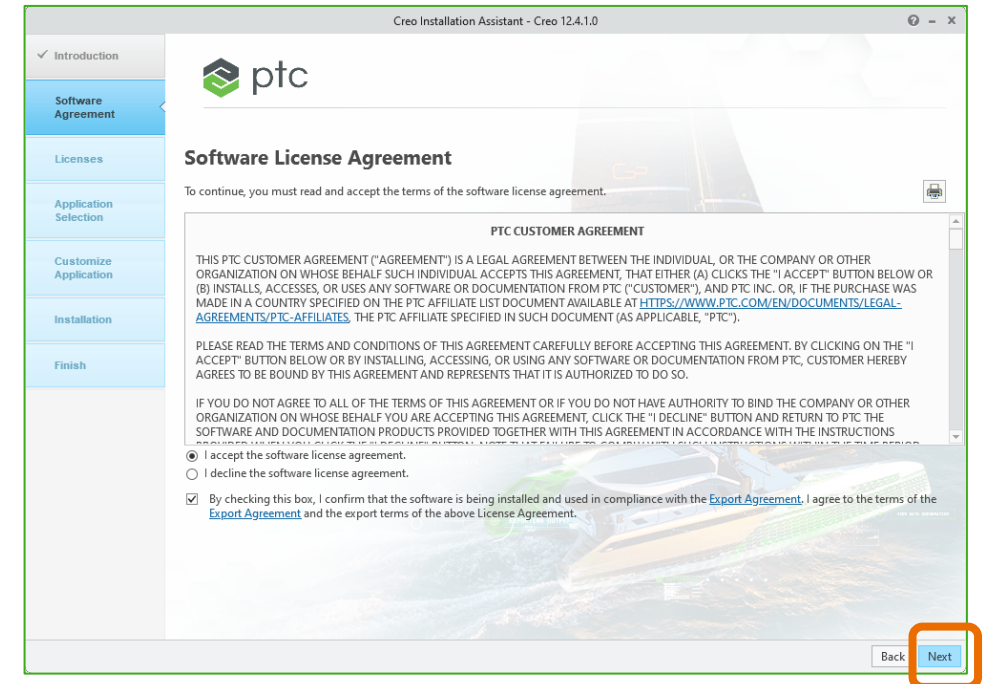 Creo Installation Assistant - Creo 12.4.1.0
Introduction
Software
Agreement
Licenses
Application
Selection
Customize
Application
Installation
Finish
ptc
Software License Agreement
To continue, you must read and accept the terms of the software license agreement.
PTC CUSTOMER AGREEMENT
THIS PTC CUSTOMER AGREEMENT ("AGREEMENT") IS A LEGAL AGREEMENT BETWEEN THE INDIVIDUAL, OR THE COMPANY OR OTHER
ORGANIZATION ON WHOSE BEHALF SUCH INDIVIDUAL ACCEPTS THIS AGREEMENT, THAT EITHER (A) CLICKS THE "I ACCEPT" BUTTON BELOW OR
(B) INSTALLS, ACCESSES, OR USES ANY SOFTWARE OR DOCUMENTATION FROM PTC ("CUSTOMER"), AND PTC INC. OR, IF THE PURCHASE WAS
MADE IN A COUNTRY SPECIFIED ON THE PTC AFFILIATE LIST DOCUMENT AVAILABLE AT HTTPS://WWW.PTC.COM/EN/DOCUMENTS/LEGAL-
AGREEMENTS/PTC-AFFILIATES, THE PTC AFFILIATE SPECIFIED IN SUCH DOCUMENT (AS APPLICABLE, "PTC").
PLEASE READ THE TERMS AND CONDITIONS OF THIS AGREEMENT CAREFULLY BEFORE ACCEPTING THIS AGREEMENT. BY CLICKING ON THE "I
ACCEPT" BUTTON BELOW OR BY INSTALLING, ACCESSING, OR USING ANY SOFTWARE OR DOCUMENTATION FROM PTC, CUSTOMER HEREBY
AGREES TO BE BOUND BY THIS AGREEMENT AND REPRESENTS THAT IT IS AUTHORIZED TO DO SO.
IF YOU DO NOT AGREE TO ALL OF THE TERMS OF THIS AGREEMENT OR IF YOU DO NOT HAVE AUTHORITY TO BIND THE COMPANY OR OTHER
ORGANIZATION ON WHOSE BEHALF YOU ARE ACCEPTING THIS AGREEMENT, CLICK THE "I DECLINE" BUTTON AND RETURN TO PTC THE
SOFTWARE AND DOCUMENTATION PRODUCTS PROVIDED TOGETHER WITH THIS AGREEMENT IN ACCORDANCE WITH THE INSTRUCTIONS
I accept the software license agreement.
I decline the software license agreement.
By checking this box, I confirm that the software is being installed and used in compliance with the Export Agreement. I agree to the terms of the
Export Agreement and the export terms of the above License Agreement.
Back
Next